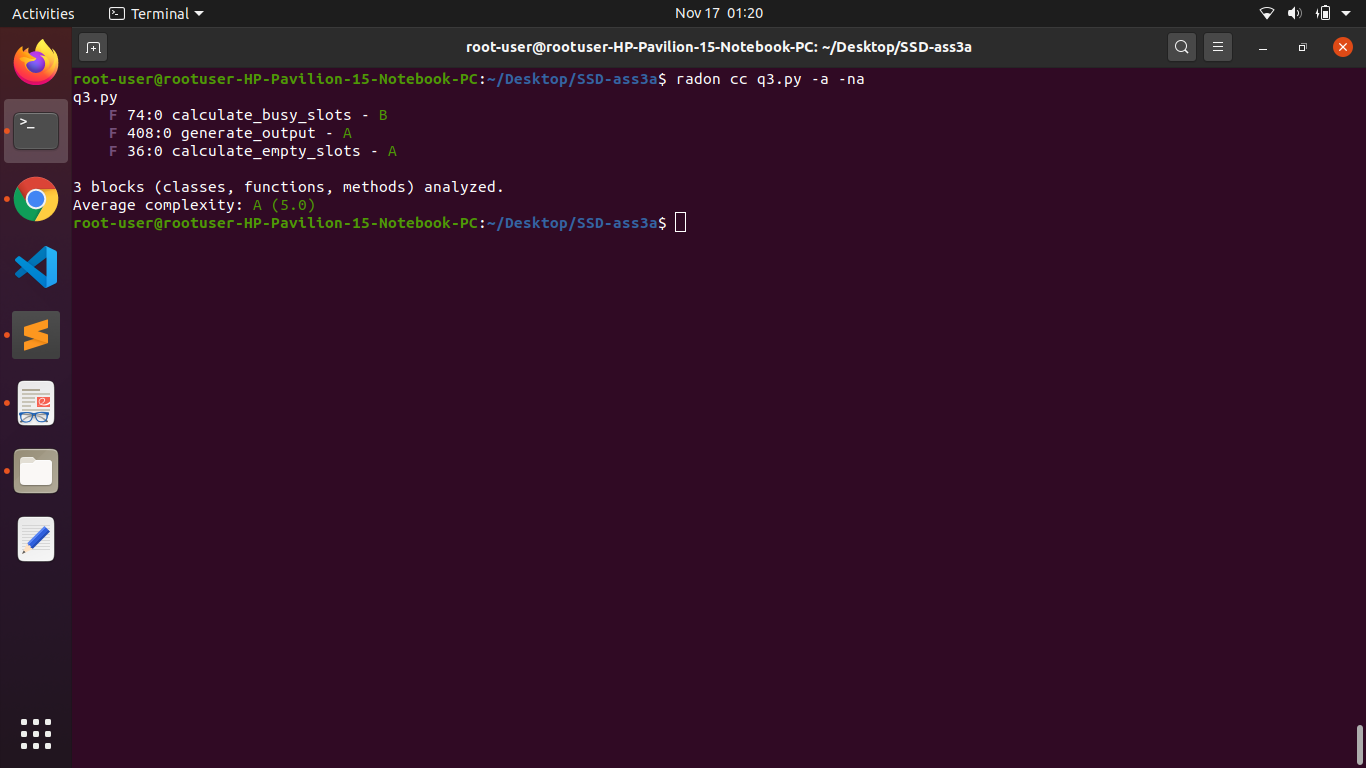 Activities Terminal Nov 17 01:20
root-user@rootuser-HP-Pavilion-15-Notebook-PC: ~/Desktop/SSD-ass3a
root-user@rootuser-HP-Pavilion-15-Notebook-PC:~/Desktop/SSD-ass3a$ radon cc q3.py -a -na
q3.py
    F 74:0 calculate_busy_slots - B
    F 408:0 generate_output - A
    F 36:0 calculate_empty_slots - A
3 blocks (classes, functions, methods) analyzed.
Average complexity: A (5.0)
root-user@rootuser-HP-Pavilion-15-Notebook-PC:~/Desktop/SSD-ass3a$